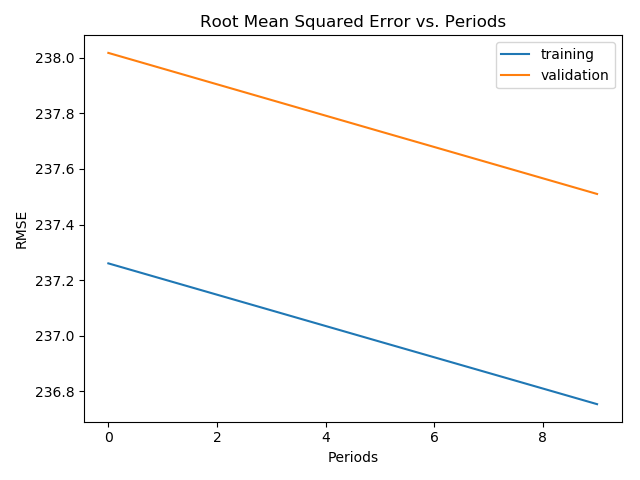 Root Mean Squared Error vs. Periods
training
validation
238.0
237.8
237.6
237.4
237.2
237.0
236.8
RMSE
0 2 4 6 8
Periods